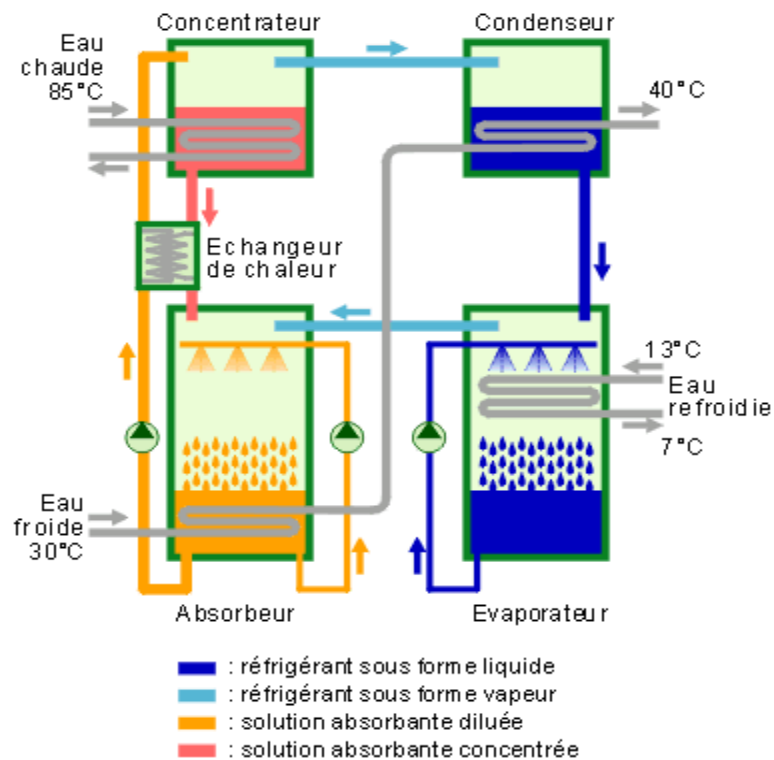 Concentrateur
Condenseur
Eau
chaude
85°C
40°C
Echangeur
de chaleur
13°C
Eau
refroidie
7°C
Eau
froide
30°C
Absorbeur
Evaporateur
: réfrigérant sous forme liquide
: réfrigérant sous forme vapeur
: solution absorbante diluée
: solution absorbante concentrée